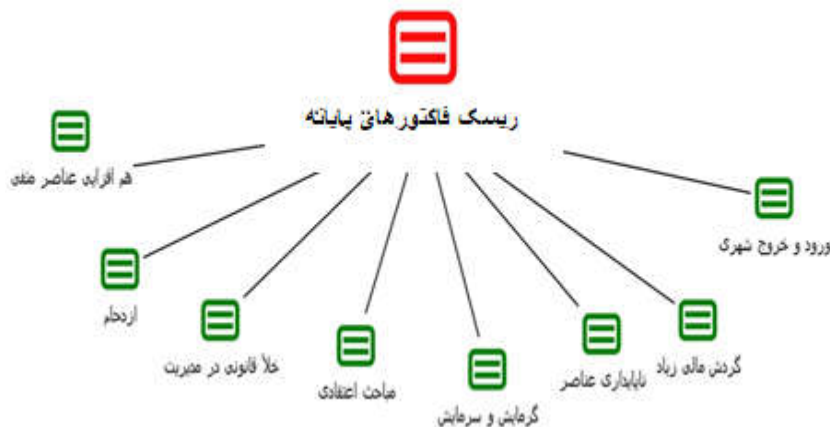 ریسک فاکتورهای پایانه
ورود و خروج شهری
گردش مالی زیاد
ناپایداری عناصر
گرمایش و سرمایش
مباحث اعتقادی
خلأ قانونی در مدیریت
ازدحام
هم افزایی عناصر منفی